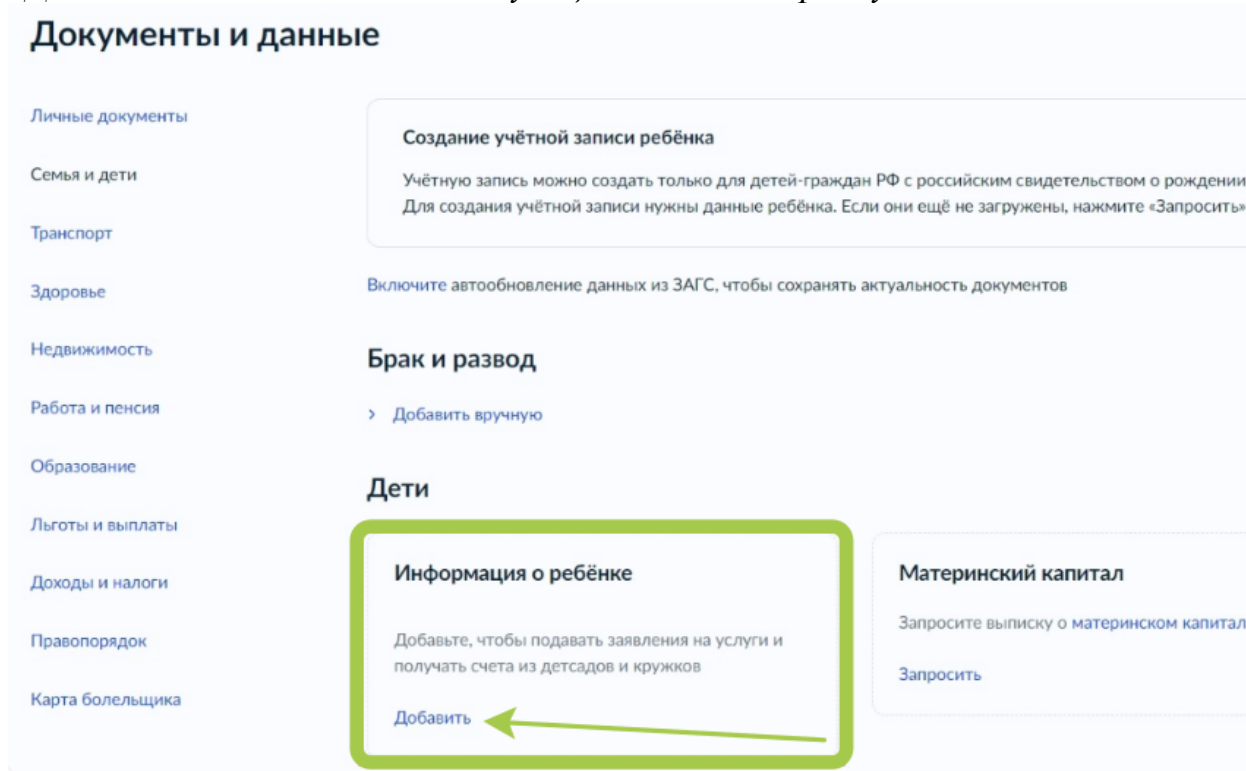 Документы и данные
Личные документы
Семья и дети
Транспорт
Здоровье
Недвижимость
Работа и пенсия
Образование
Льготы и выплаты
Доходы и налоги
Правопорядок
Карта болельщика
Создание учётной записи ребёнка
Учётную запись можно создать только для детей-граждан РФ с российским свидетельством о рождении
Для создания учётной записи нужны данные ребёнка. Если они ещё не загружены, нажмите «Запросить»
Включите автообновление данных из ЗАГС, чтобы сохранять актуальность документов
Брак и развод
> Добавить вручную
Дети
Информация о ребёнке
Добавьте, чтобы подавать заявления на услуги и
получать счета из детсадов и кружков
Добавить
Материнский капитал
Запросите выписку о материнском капитал
Запросить